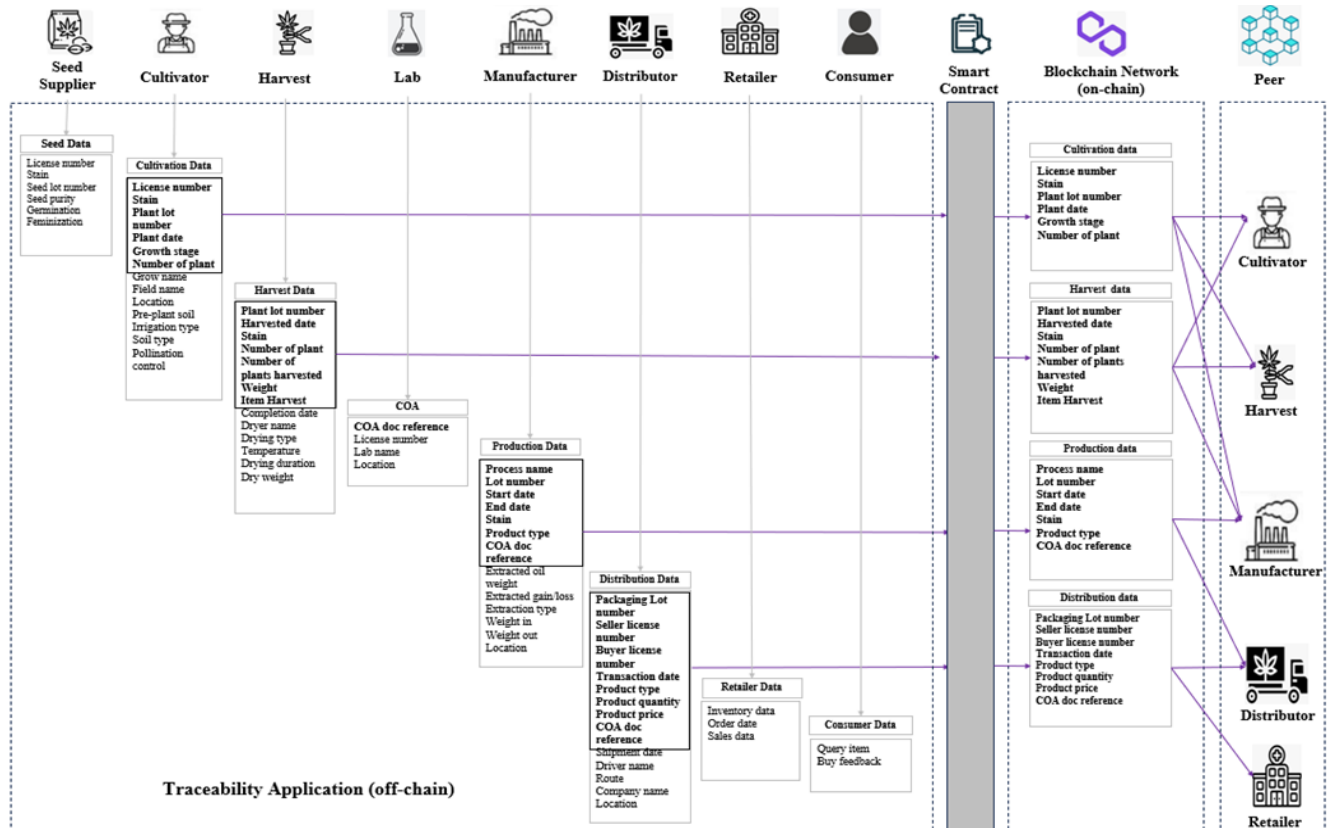 Seed
Supplier
Cultivator
Harvest
Lab
Manufacturer
Distributor
Retailer
Consumer
Smart
Contract
Blockchain Network
(on-chain)
Peer
Seed Data
License number
Stain
Seed lot number
Seed purity
Germination
Feminization
Cultivation Data
License number
Stain
Plant lot
number
Plant date
Growth stage
Number of plant
Grow name
Field name
Location
Pre-plant soil
Irrigation type
Soil type
Pollination
control
Harvest Data
Plant lot number
Harvested date
Stain
Number of plant
Number of
plants harvested
Weight
Item Harvest
Completion date
Dryer name
Drying type
Temperature
Drying duration
Dry weight
COA
COA doc reference
License number
Lab name
Location
Production Data
Process name
Lot number
Start date
End date
Stain
Product type
COA doc
reference
Extracted oil
weight
Extracted gain/loss
Extraction type
Weight in
Weight out
Location
Distribution Data
Packaging Lot
number
Seller license
number
Buyer license
number
Transaction date
Product type
Product quantity
Product price
COA doc
reference
Shipment date
Driver name
Route
Company name
Location
Retailer Data
Inventory data
Order date
Sales data
Consumer Data
Query item
Buy feedback
Traceability Application (off-chain)
Cultivation data
License number
Stain
Plant lot number
Plant date
Growth stage
Number of plant
Harvest data
Plant lot number
Harvested date
Stain
Number of plant
Number of plants
harvested
Weight
Item Harvest
Production data
Process name
Lot number
Start date
End date
Stain
Product type
COA doc reference
Distribution data
Packaging Lot number
Seller license number
Buyer license number
Transaction date
Product type
Product quantity
Product price
COA doc reference
Cultivator
Harvest
Manufacturer
Distributor
Retailer